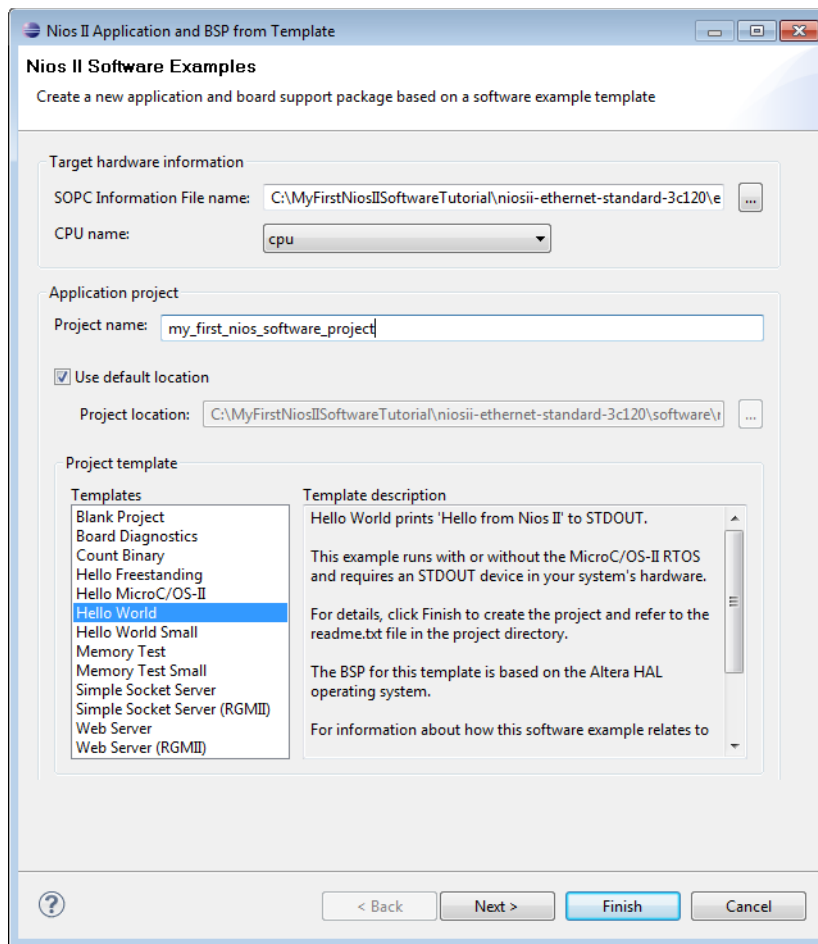 Nios II Application and BSP from Template
Nios II Software Examples
Create a new application and board support package based on a software example template
Target hardware information
SOPC Information File name: C:\MyFirstNiosIISoftwareTutorial\niosii-ethernet-standard-3c120\e ...
CPU name: cpu
Application project
Project name: my_first_nios_software_project
Use default location
Project location: C:\MyFirstNiosIISoftwareTutorial\niosii-ethernet-standard-3c120\software\r ...
Project template
Templates
Blank Project
Board Diagnostics
Count Binary
Hello Freestanding
Hello MicroC/OS-II
Hello World
Hello World Small
Memory Test
Memory Test Small
Simple Socket Server
Simple Socket Server (RGMII)
Web Server
Web Server (RGMII)
Template description
Hello World prints 'Hello from Nios II' to STDOUT.
This example runs with or without the MicroC/OS-II RTOS
and requires an STDOUT device in your system's hardware.
For details, click Finish to create the project and refer to the
readme.txt file in the project directory.
The BSP for this template is based on the Altera HAL
operating system.
For information about how this software example relates to
? < Back Next > Finish Cancel